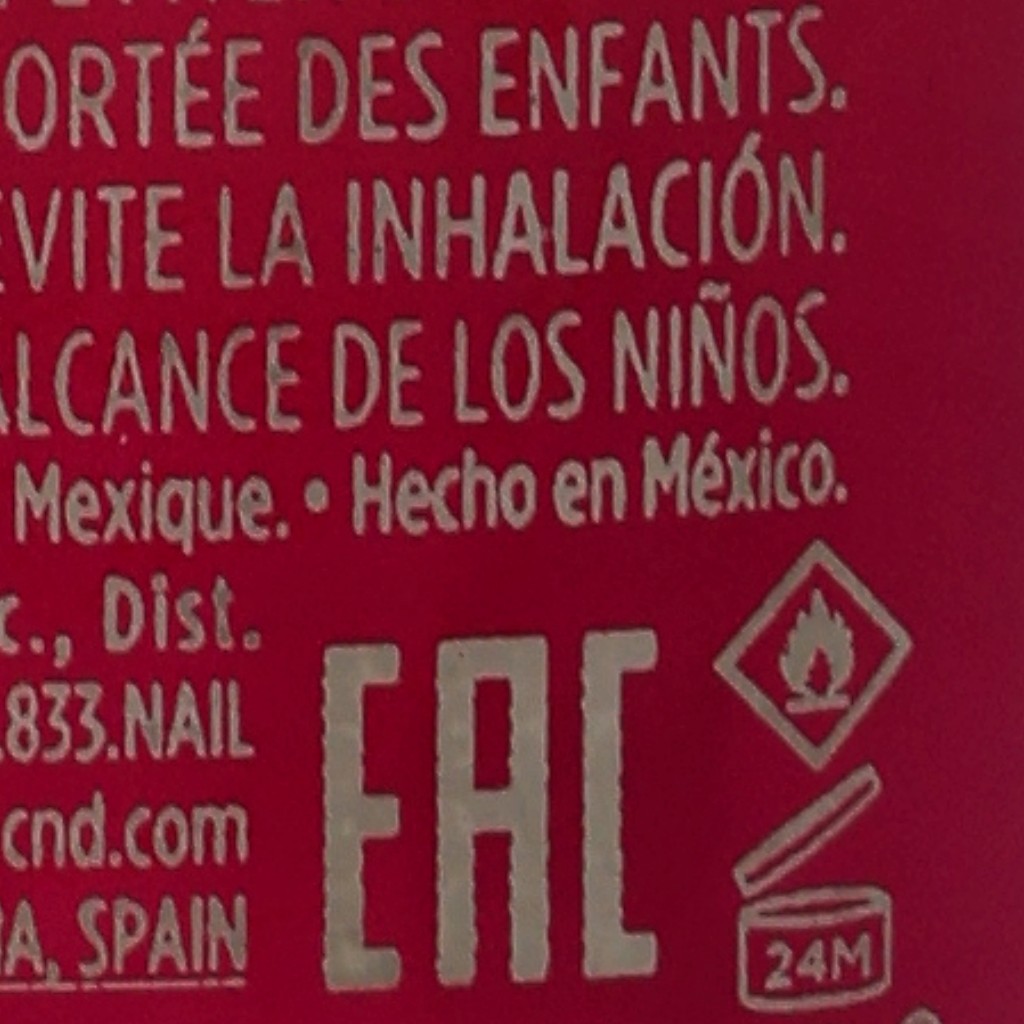 ORTÉE DES ENFANTS.
EVITE LA INHALACIÓN.
ALCANCE DE LOS NIÑOS.
Mexique. • Hecho en México.
c., Dist.
.833.NAIL
cnd.com
IA, SPAIN
EAC
24M